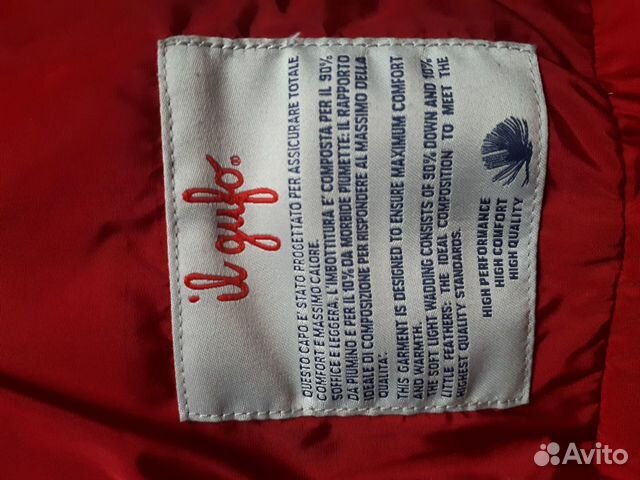 il gufo®
QUESTO CAPO E' STATO PROGETTATO PER ASSICURARE TOTALE
COMFORT E MASSIMO CALORE.
SOFFICE E LEGGERA, L'IMBOTTITURA E' COMPOSTA PER IL 90%
DA PIUMINO E PER IL 10% DA MORBIDE PIUMETTE: IL RAPPORTO
IDEALE DI COMPOSIZIONE PER RISPONDERE AL MASSIMO DELLA
QUALITA'.
THIS GARMENT IS DESIGNED TO ENSURE MAXIMUM COMFORT
AND WARMTH.
THE SOFT LIGHT WADDING CONSISTS OF 90% DOWN AND 10%
LITTLE FEATHERS: THE IDEAL COMPOSITION TO MEET THE
HIGHEST QUALITY STANDARDS.
HIGH PERFORMANCE
HIGH COMFORT
HIGH QUALITY
Avito